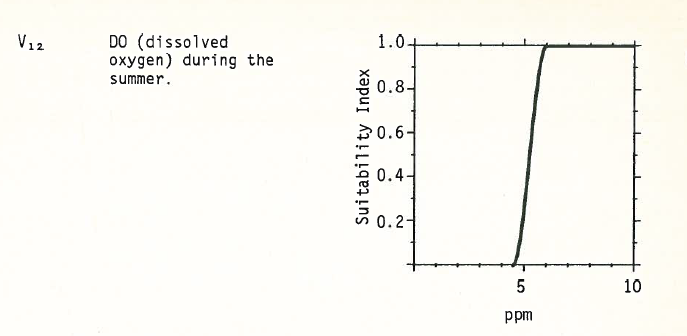 V₁₂ DO (dissolved
oxygen) during the
summer.
Suitability Index
1.0
0.8
0.6
0.4
0.2
5 10
ppm